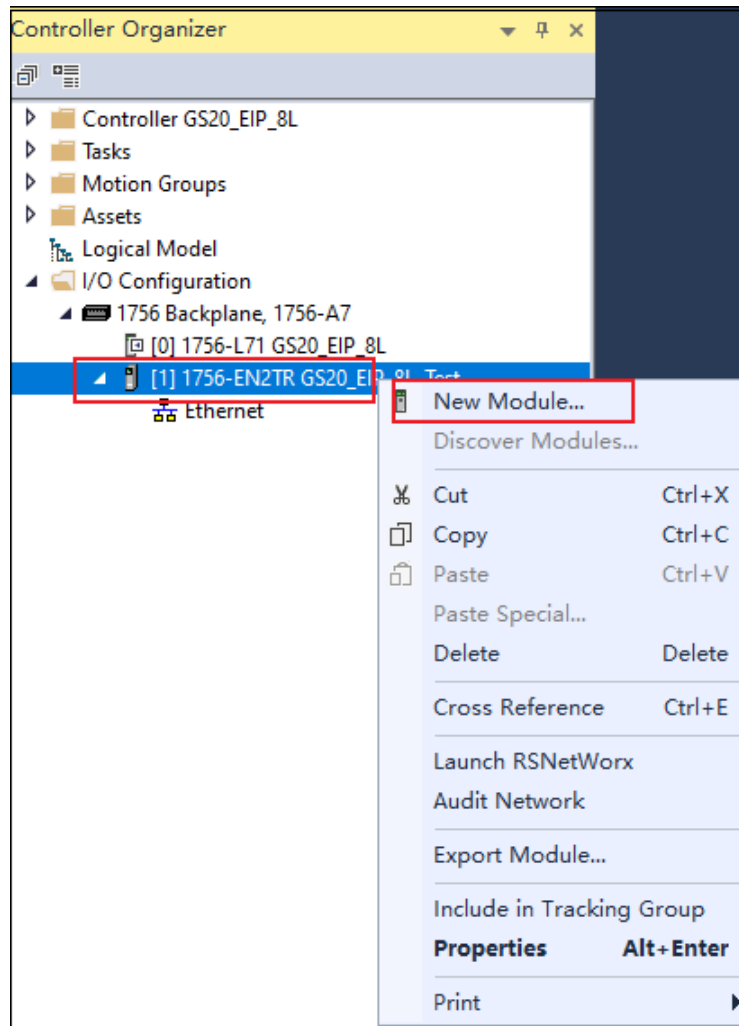 Controller Organizer
Controller GS20_EIP_8L
Tasks
Motion Groups
Assets
Logical Model
I/O Configuration
1756 Backplane, 1756-A7
[0] 1756-L71 GS20_EIP_8L
[1] 1756-EN2TR GS20_EIP_8L_Test
Ethernet
New Module...
Discover Modules...
Cut Ctrl+X
Copy Ctrl+C
Paste Ctrl+V
Paste Special...
Delete Delete
Cross Reference Ctrl+E
Launch RSNetWorx
Audit Network
Export Module...
Include in Tracking Group
Properties Alt+Enter
Print